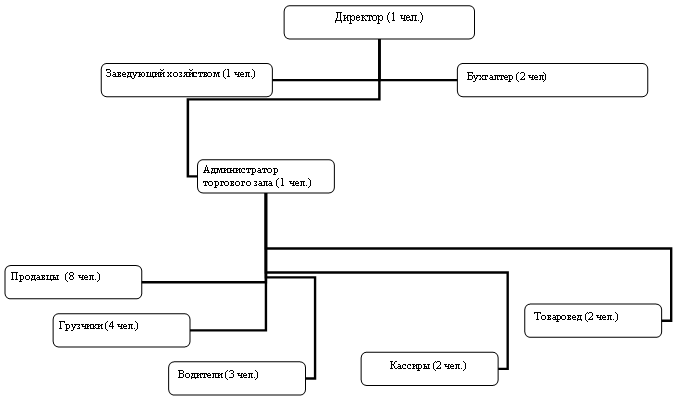 Директор (1 чел.)
Заведующий хозяйством (1 чел.)
Бухгалтер (2 чел)
Администратор
торгового зала (1 чел.)
Продавцы (8 чел.)
Товаровед (2 чел.)
Грузчики (4 чел.)
Кассиры (2 чел.)
Водители (3 чел.)